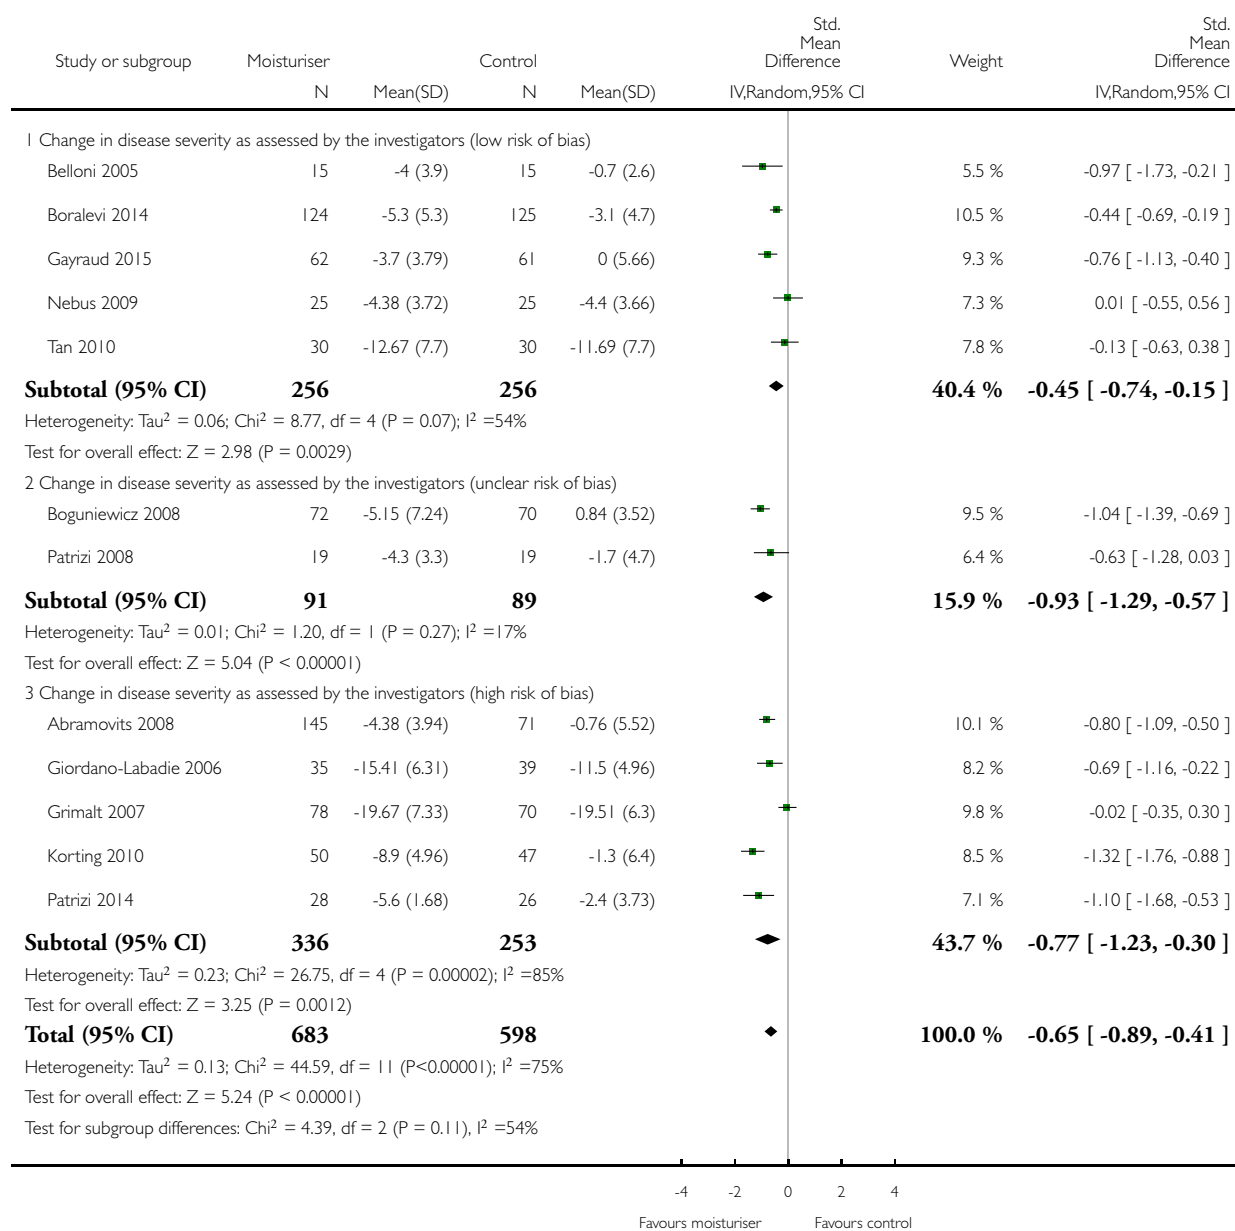 Study or subgroup Moisturiser Control Std. Mean Difference Weight Std. Mean Difference
N Mean(SD) N Mean(SD) IV,Random,95% CI IV,Random,95% CI
1 Change in disease severity as assessed by the investigators (low risk of bias)
Belloni 2005 15 -4 (3.9) 15 -0.7 (2.6) 5.5 % -0.97 [ -1.73, -0.21 ]
Boralevi 2014 124 -5.3 (5.3) 125 -3.1 (4.7) 10.5 % -0.44 [ -0.69, -0.19 ]
Gayraud 2015 62 -3.7 (3.79) 61 0 (5.66) 9.3 % -0.76 [ -1.13, -0.40 ]
Nebus 2009 25 -4.38 (3.72) 25 -4.4 (3.66) 7.3 % 0.01 [ -0.55, 0.56 ]
Tan 2010 30 -12.67 (7.7) 30 -11.69 (7.7) 7.8 % -0.13 [ -0.63, 0.38 ]
Subtotal (95% CI) 256 256 40.4 % -0.45 [ -0.74, -0.15 ]
Heterogeneity: Tau² = 0.06; Chi² = 8.77, df = 4 (P = 0.07); I² =54%
Test for overall effect: Z = 2.98 (P = 0.0029)
2 Change in disease severity as assessed by the investigators (unclear risk of bias)
Boguniewicz 2008 72 -5.15 (7.24) 70 0.84 (3.52) 9.5 % -1.04 [ -1.39, -0.69 ]
Patrizi 2008 19 -4.3 (3.3) 19 -1.7 (4.7) 6.4 % -0.63 [ -1.28, 0.03 ]
Subtotal (95% CI) 91 89 15.9 % -0.93 [ -1.29, -0.57 ]
Heterogeneity: Tau² = 0.01; Chi² = 1.20, df = 1 (P = 0.27); I² =17%
Test for overall effect: Z = 5.04 (P < 0.00001)
3 Change in disease severity as assessed by the investigators (high risk of bias)
Abramovits 2008 145 -4.38 (3.94) 71 -0.76 (5.52) 10.1 % -0.80 [ -1.09, -0.50 ]
Giordano-Labadie 2006 35 -15.41 (6.31) 39 -11.5 (4.96) 8.2 % -0.69 [ -1.16, -0.22 ]
Grimalt 2007 78 -19.67 (7.33) 70 -19.51 (6.3) 9.8 % -0.02 [ -0.35, 0.30 ]
Korting 2010 50 -8.9 (4.96) 47 -1.3 (6.4) 8.5 % -1.32 [ -1.76, -0.88 ]
Patrizi 2014 28 -5.6 (1.68) 26 -2.4 (3.73) 7.1 % -1.10 [ -1.68, -0.53 ]
Subtotal (95% CI) 336 253 43.7 % -0.77 [ -1.23, -0.30 ]
Heterogeneity: Tau² = 0.23; Chi² = 26.75, df = 4 (P = 0.00002); I² =85%
Test for overall effect: Z = 3.25 (P = 0.0012)
Total (95% CI) 683 598 100.0 % -0.65 [ -0.89, -0.41 ]
Heterogeneity: Tau² = 0.13; Chi² = 44.59, df = 11 (P<0.00001); I² =75%
Test for overall effect: Z = 5.24 (P < 0.00001)
Test for subgroup differences: Chi² = 4.39, df = 2 (P = 0.11), I² =54%
-4 -2 0 2 4
Favours moisturiser Favours control